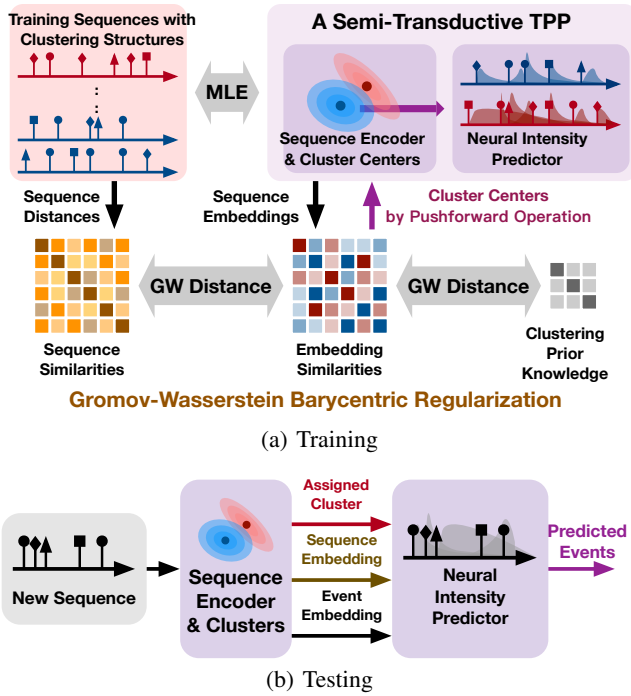 Training Sequences with
Clustering Structures
MLE
A Semi-Transductive TPP
Sequence Encoder
& Cluster Centers
Neural Intensity
Predictor
Sequence
Distances
Sequence
Embeddings
Cluster Centers
by Pushforward Operation
GW Distance
GW Distance
Sequence
Similarities
Embedding
Similarities
Clustering
Prior
Knowledge
Gromov-Wasserstein Barycentric Regularization
(a) Training
New Sequence
Sequence
Encoder
& Clusters
Assigned
Cluster
Sequence
Embedding
Event
Embedding
Neural
Intensity
Predictor
Predicted
Events
(b) Testing